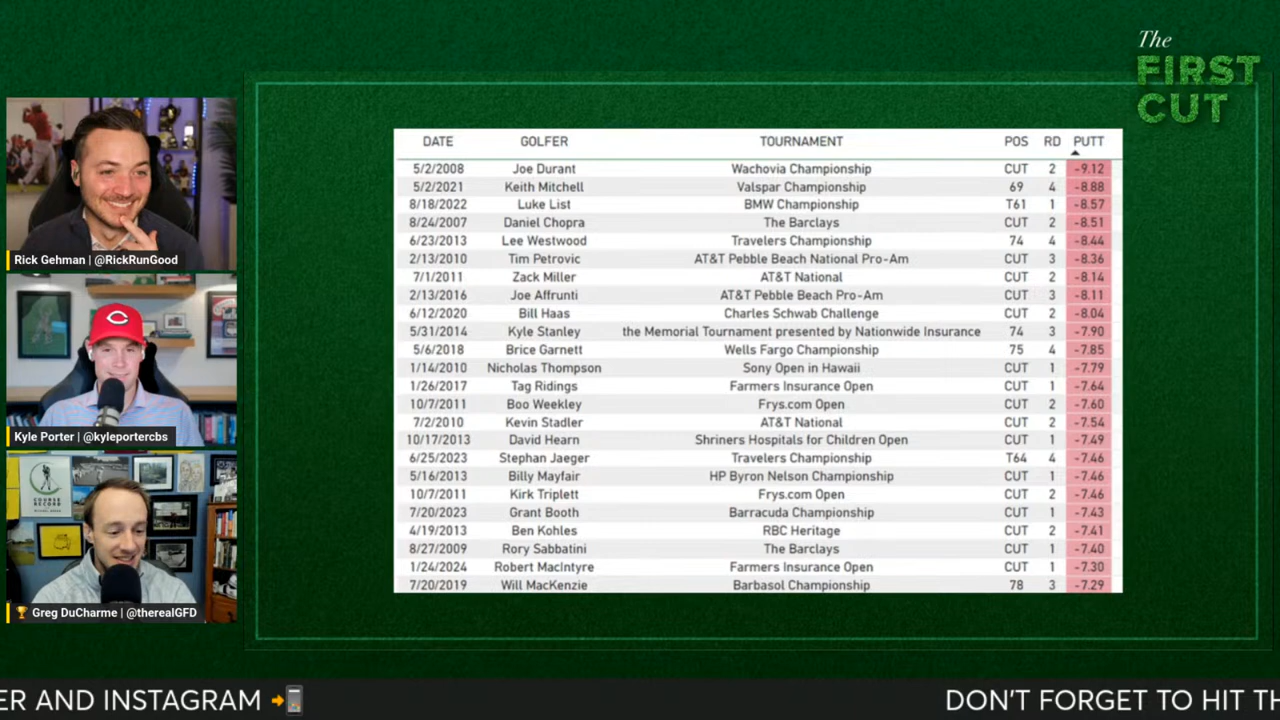 The
FIRST
CUT
DATE GOLFER TOURNAMENT POS RD PUTT
5/2/2008 Joe Durant Wachovia Championship CUT 2 -9.12
5/2/2021 Keith Mitchell Valspar Championship 69 4 -8.88
8/18/2022 Luke List BMW Championship T61 1 -8.57
8/24/2007 Daniel Chopra The Barclays CUT 2 -8.51
6/23/2013 Lee Westwood Travelers Championship 74 4 -8.44
2/13/2010 Tim Petrovic AT&T Pebble Beach National Pro-Am CUT 3 -8.36
7/1/2011 Zack Miller AT&T National CUT 2 -8.14
2/13/2016 Joe Affrunti AT&T Pebble Beach Pro-Am CUT 3 -8.11
6/12/2020 Bill Haas Charles Schwab Challenge CUT 2 -8.04
5/31/2014 Kyle Stanley the Memorial Tournament presented by Nationwide Insurance 74 3 -7.90
5/6/2018 Brice Garnett Wells Fargo Championship 75 4 -7.85
1/14/2010 Nicholas Thompson Sony Open in Hawaii CUT 1 -7.79
1/26/2017 Tag Ridings Farmers Insurance Open CUT 1 -7.64
10/7/2011 Boo Weekley Frys.com Open CUT 2 -7.60
7/2/2010 Kevin Stadler AT&T National CUT 2 -7.54
10/17/2013 David Hearn Shriners Hospitals for Children Open CUT 1 -7.49
6/25/2023 Stephan Jaeger Travelers Championship T64 4 -7.46
5/16/2013 Billy Mayfair HP Byron Nelson Championship CUT 1 -7.46
10/7/2011 Kirk Triplett Frys.com Open CUT 2 -7.46
7/20/2023 Grant Booth Barracuda Championship CUT 1 -7.43
4/19/2013 Ben Kohles RBC Heritage CUT 2 -7.41
8/27/2009 Rory Sabbatini The Barclays CUT 1 -7.40
1/24/2024 Robert MacIntyre Farmers Insurance Open CUT 1 -7.30
7/20/2019 Will MacKenzie Barbasol Championship 78 3 -7.29
Rick Gehman | @RickRunGood
C
Kyle Porter | @kyleportercbs
COURSE
RECORD
Greg DuCharme | @therealGFD
ER AND INSTAGRAM
DON'T FORGET TO HIT TH